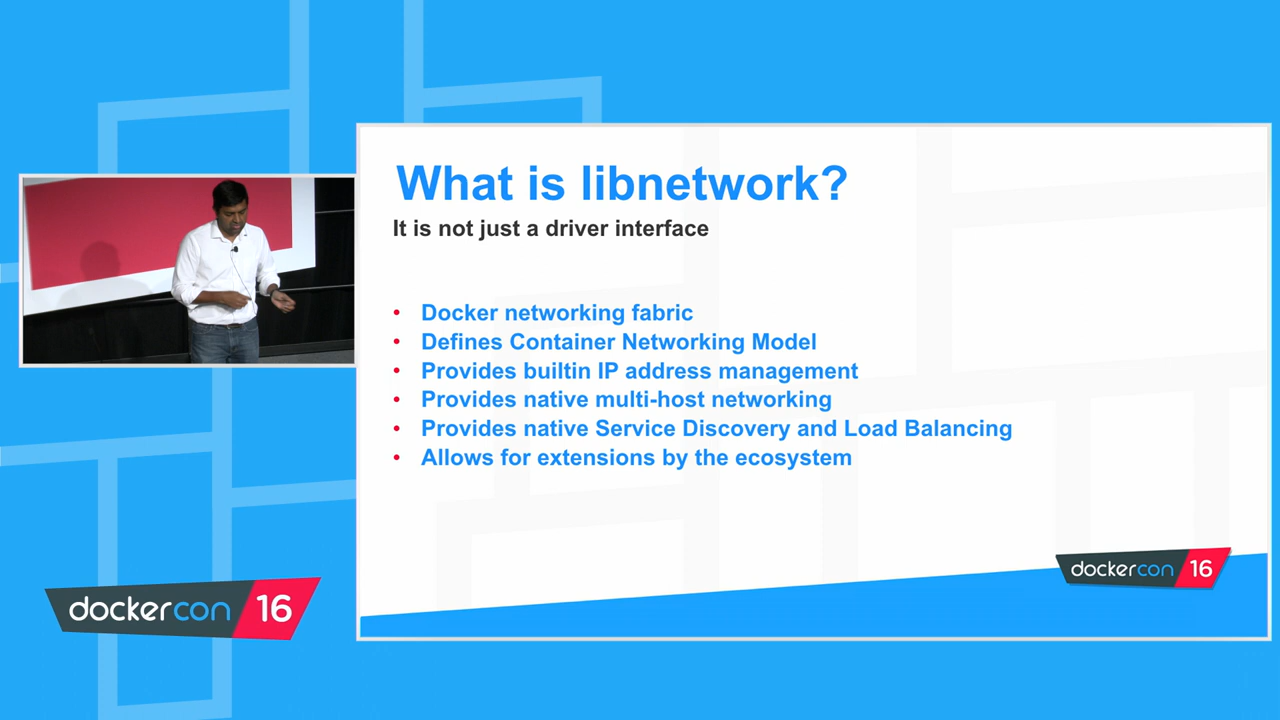 What is libnetwork?
It is not just a driver interface
• Docker networking fabric
• Defines Container Networking Model
• Provides builtin IP address management
• Provides native multi-host networking
• Provides native Service Discovery and Load Balancing
• Allows for extensions by the ecosystem
dockercon 16
dockercon 16